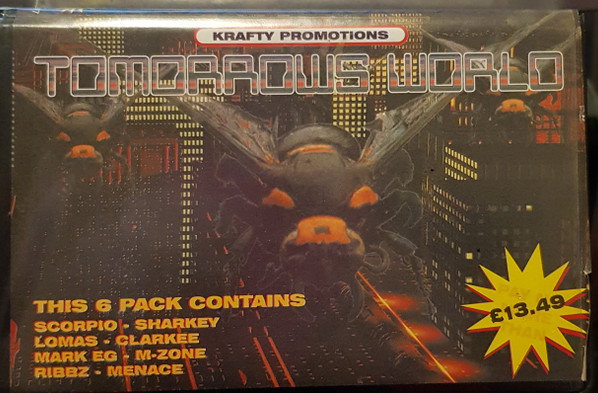 KRAFTY PROMOTIONS
TOMORROWS WORLD
THIS 6 PACK CONTAINS
SCORPIO - SHARKEY
LOMAS - CLARKEE
MARK EG - M-ZONE
RIBBZ - MENACE
£13.49